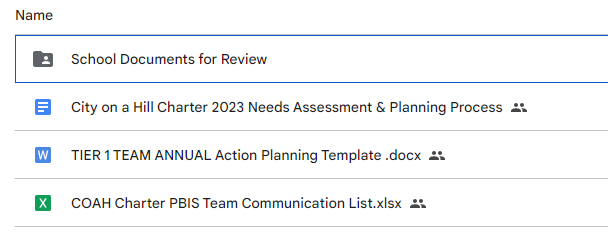 Name
School Documents for Review
City on a Hill Charter 2023 Needs Assessment & Planning Process
W TIER 1 TEAM ANNUAL Action Planning Template .docx
X COAH Charter PBIS Team Communication List.xlsx